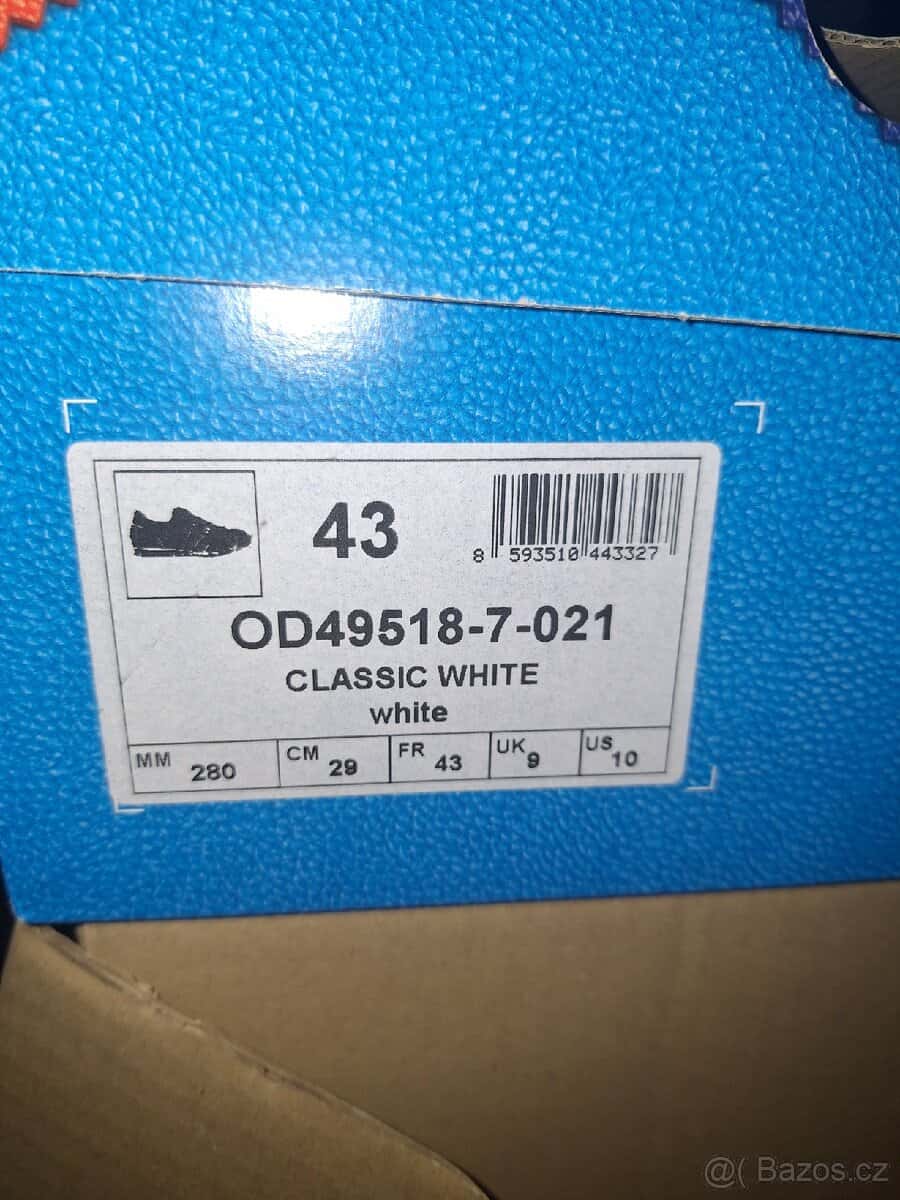 43
8 593510 443327
OD49518-7-021
CLASSIC WHITE
white
MM 280 CM 29 FR 43 UK 9 US 10
@( Bazos.cz